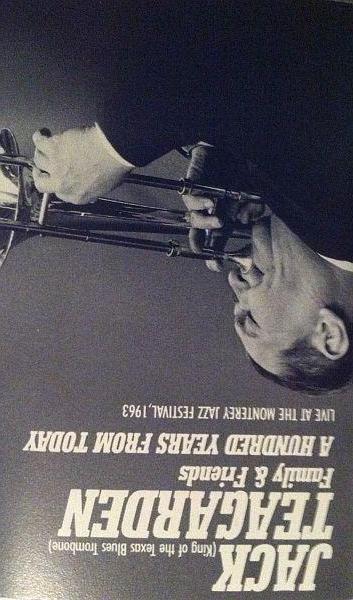 JACK
(King of the Texas Blues Trombone)
TEAGARDEN
Family & Friends
A HUNDRED YEARS FROM TODAY
LIVE AT THE MONTEREY JAZZ FESTIVAL, 1963